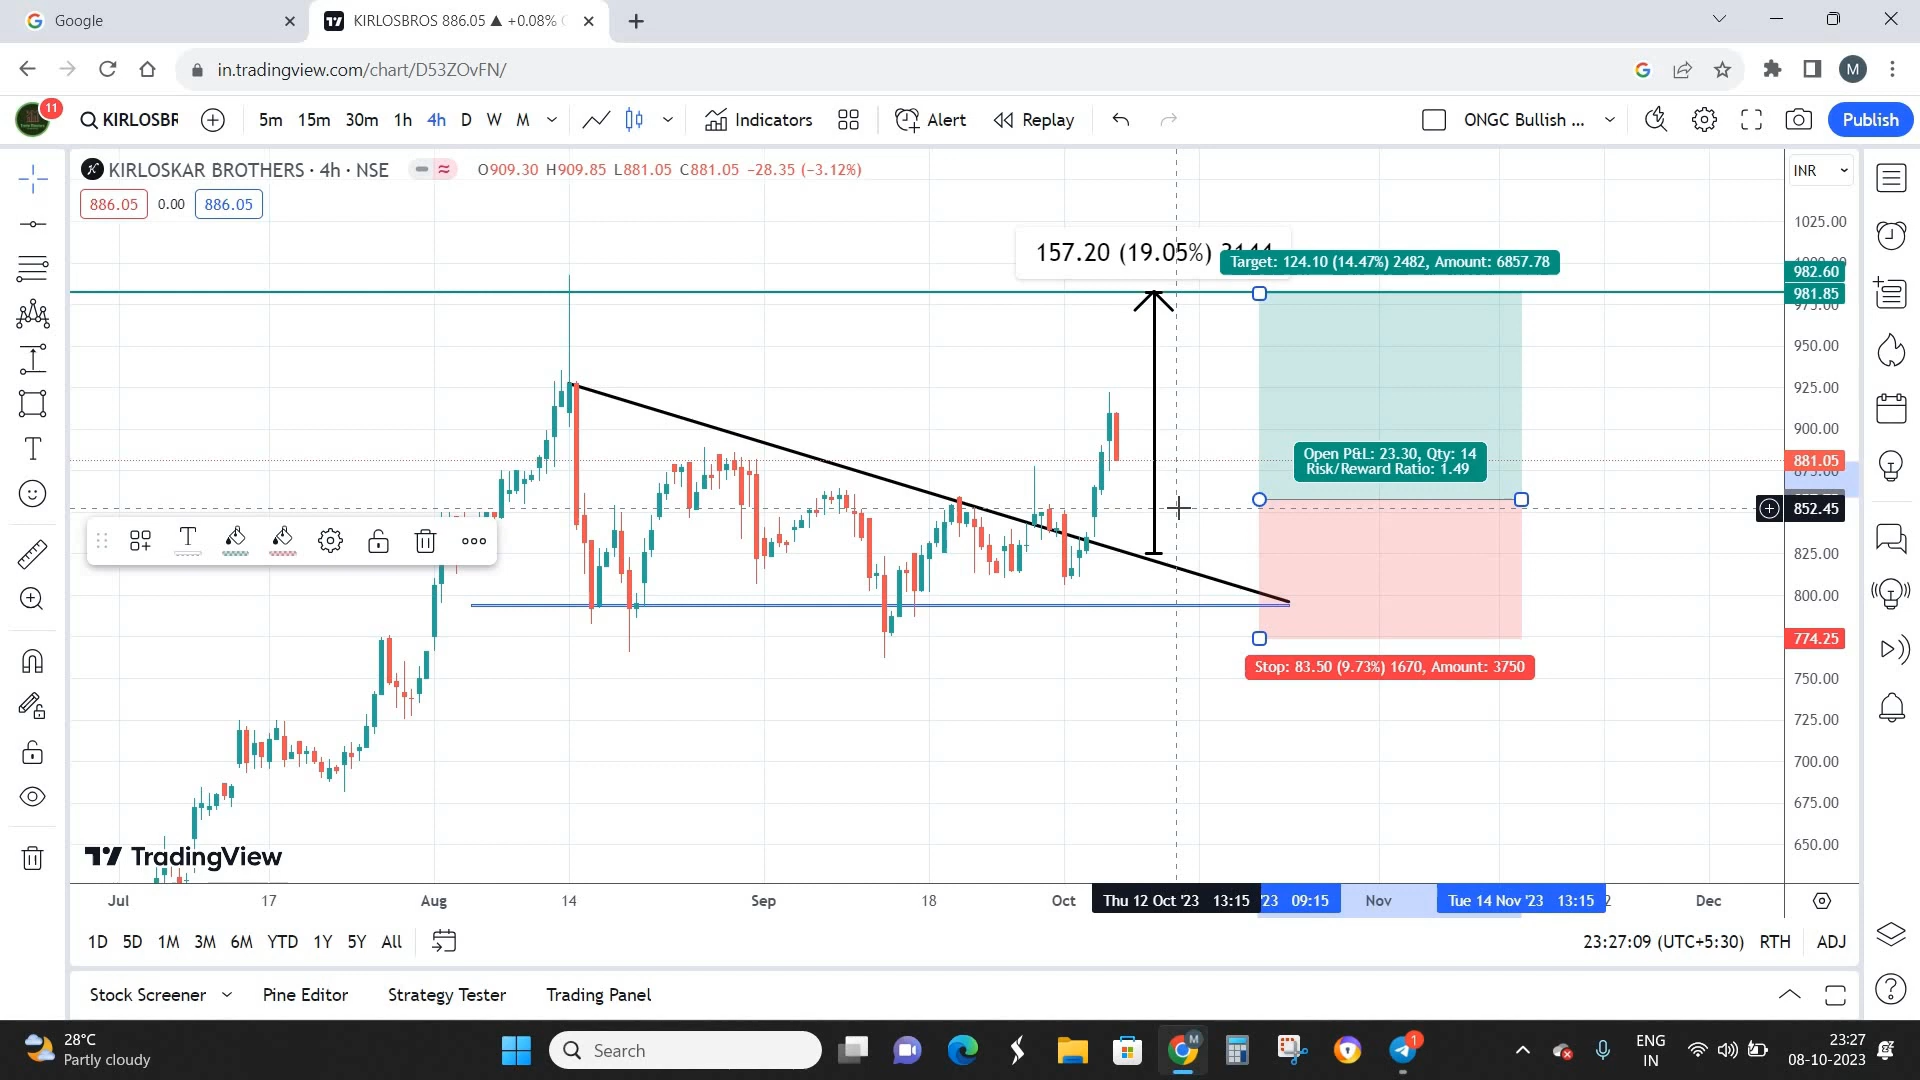 Google
KIRLOSBROS 886.05 ▲ +0.08%
in.tradingview.com/chart/D53ZOvFN/
M
11
KIRLOSBR
5m 15m 30m 1h 4h D W M
Indicators
Alert
Replay
ONGC Bullish ...
Publish
KIRLOSKAR BROTHERS · 4h · NSE
O909.30 H909.85 L881.05 C881.05 −28.35 (−3.12%)
INR
886.05 0.00 886.05
1025.00
157.20 (19.05%)
Target: 124.10 (14.47%) 2482, Amount: 6857.78
982.60
981.85
975.00
950.00
925.00
900.00
Open P&L: 23.30, Qty: 14
Risk/Reward Ratio: 1.49
881.05
875.00
852.45
825.00
800.00
774.25
Stop: 83.50 (9.73%) 1670, Amount: 3750
750.00
725.00
700.00
675.00
650.00
TradingView
Jul 17 Aug 14 Sep 18 Oct Thu 12 Oct '23 13:15 '23 09:15 Nov Tue 14 Nov '23 13:15 Dec
1D 5D 1M 3M 6M YTD 1Y 5Y All
23:27:09 (UTC+5:30) RTH ADJ
Stock Screener Pine Editor Strategy Tester Trading Panel
28°C
Partly cloudy
Search
M
1
ENG
IN
23:27
08-10-2023